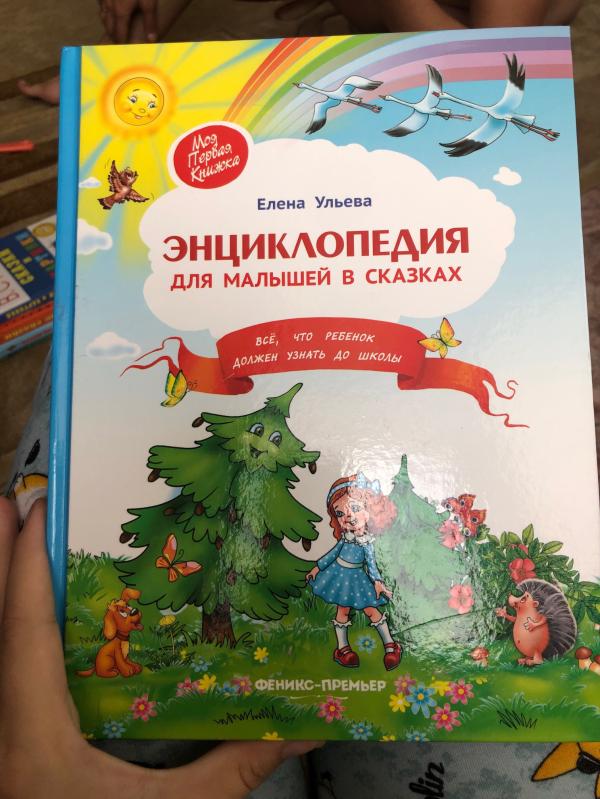 Моя
Первая
Книжка
Елена Ульева
ЭНЦИКЛОПЕДИЯ
ДЛЯ МАЛЫШЕЙ В СКАЗКАХ
ВСЁ, ЧТО РЕБЕНОК
ДОЛЖЕН УЗНАТЬ ДО ШКОЛЫ
ФЕНИКС-ПРЕМЬЕР